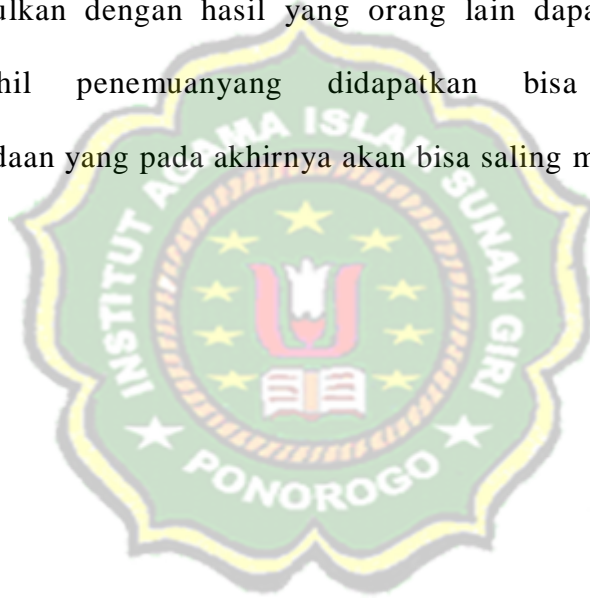 ulkan dengan hasil yang orang lain dapa
hil penemuanyang didapatkan bisa
daan yang pada akhirnya akan bisa saling m
INSTITUT AGAMA ISLAM SUNAN GIRI
PONOROGO